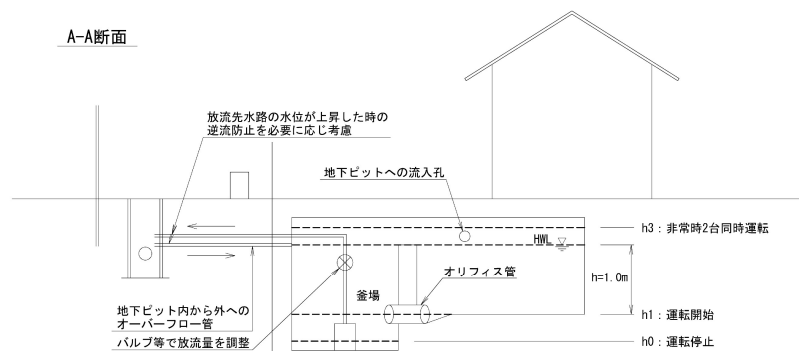 A-A断面
放流先水路の水位が上昇した時の
逆流防止を必要に応じ考慮
地下ピットへの流入孔
h3：非常時2台同時運転
HWL
オリフィス管
h=1.0m
釜場
地下ピット内から外への
オーバーフロー管
h1：運転開始
バルブ等で放流量を調整
h0：運転停止